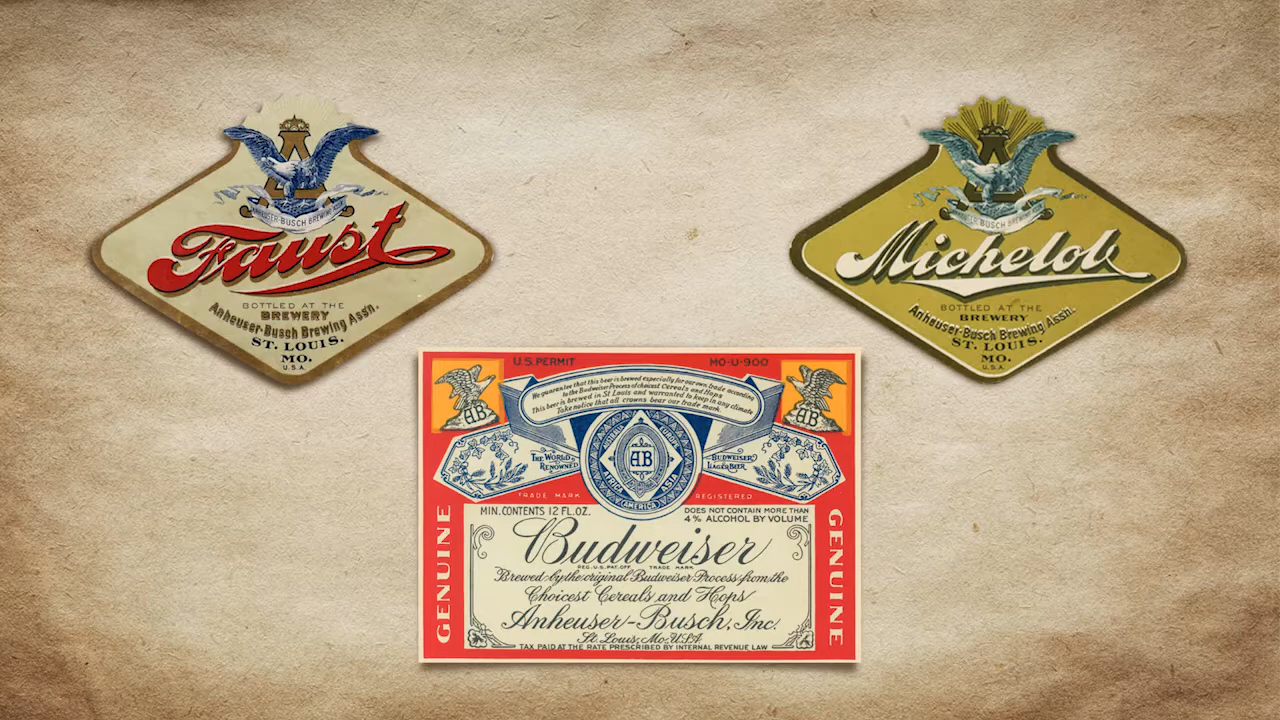 ANHEUSER-BUSCH BREWING ASSN.
Faust
BOTTLED AT THE
BREWERY
Anheuser-Busch Brewing Ass'n.
ST. LOUIS.
MO.
U.S.A.
ANHEUSER-BUSCH BREWING ASSN.
Michelob
BOTTLED AT THE
BREWERY
Anheuser-Busch Brewing Ass'n.
ST. LOUIS.
MO.
U.S.A.
U.S. PERMIT MO-U-900
We guarantee that this beer is brewed especially for our own trade according
to the Budweiser Process of choicest Cereals and Hops
This beer is brewed in St Louis and warranted to keep in any climate
Take notice that all crowns bear our trade mark.
AB
AB
EUROPE
AB
AFRICA
AMERICA
ASIA
THE WORLD
RENOWNED
BUDWEISER
LAGER BEER
TRADE MARK REGISTERED
GENUINE
GENUINE
MIN. CONTENTS 12 FL.OZ. DOES NOT CONTAIN MORE THAN
4% ALCOHOL BY VOLUME
Budweiser
REG. U.S. PAT. OFF. TRADE MARK
Brewed by the original Budweiser Process from the
Choicest Cereals and Hops
Anheuser-Busch, Inc.
St. Louis, Mo. U.S.A.
TAX PAID AT THE RATE PRESCRIBED BY INTERNAL REVENUE LAW